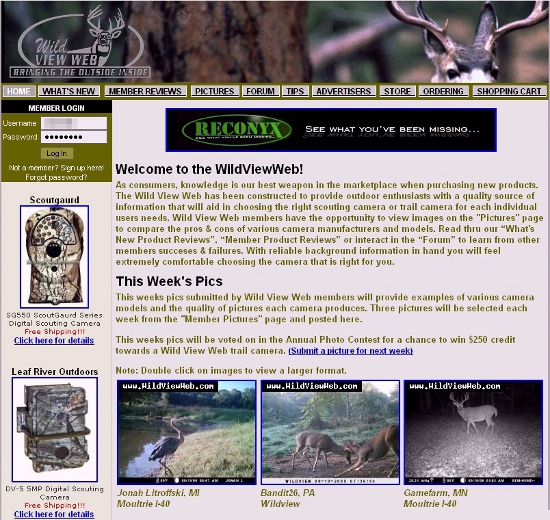 Wild
VIEW WEB
BRINGING THE OUTSIDE INSIDE
HOME WHAT'S NEW MEMBER REVIEWS PICTURES FORUM TIPS ADVERTISERS STORE ORDERING SHOPPING CART
MEMBER LOGIN
Username
Password
Log in
Not a member? Sign up here!
Forgot password?
RECONYX SEE WHAT YOU'VE BEEN MISSING...
Welcome to the WildViewWeb!
As consumers, knowledge is our best weapon in the marketplace when purchasing new products.
The Wild View Web has been constructed to provide outdoor enthusiasts with a quality source of
information that will aid in choosing the right scouting camera or trail camera for each individual
users needs. Wild View Web members have the opportunity to view images on the "Pictures" page
to compare the pros & cons of various camera manufacturers and models. Read thru our “What's
New Product Reviews”, “Member Product Reviews” or interact in the “Forum” to learn from other
members succeses & failures. With reliable background information in hand you will feel
extremely comfortable choosing the camera that is right for you.
This Week's Pics
This weeks pics submitted by Wild View Web members will provide examples of various camera
models and the quality of pictures each camera produces. Three pictures will be selected each
week from the "Member Pictures" page and posted here.
This weeks pics will be voted on in the Annual Photo Contest for a chance to win $250 credit
towards a Wild View Web trail camera. (Submit a picture for next week)
Note: Double click on images to view a larger format.
www.WildViewWeb.com
www.WildViewWeb.com
www.WildViewWeb.com
Jonah Litroffski, MI
Moultrie I-40
Bandit26, PA
Wildview
Gamefarm, MN
Moultrie I-40
Scoutgaurd
SG550 ScoutGaurd Series
Digital Scouting Camera
Free Shipping!!!
Click here for details
Leaf River Outdoors
DV-5 5MP Digital Scouting
Camera
Free Shipping!!!
Click here for details